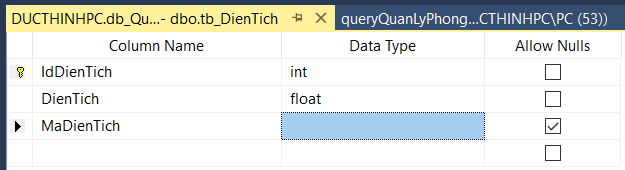 DUCTHINHPC.db_Qu...- dbo.tb_DienTich
queryQuanLyPhong...CTHINHPC\PC (53))
Column Name Data Type Allow Nulls
IdDienTich int
DienTich float
MaDienTich